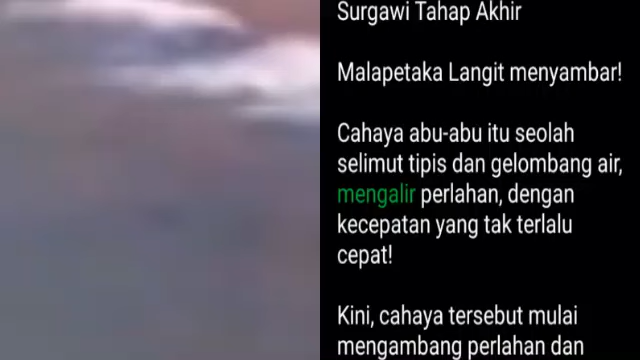 Surgawi Tahap Akhir
Malapetaka Langit menyambar!
Cahaya abu-abu itu seolah
selimut tipis dan gelombang air,
mengalir perlahan, dengan
kecepatan yang tak terlalu
cepat!
Kini, cahaya tersebut mulai
mengambang perlahan dan